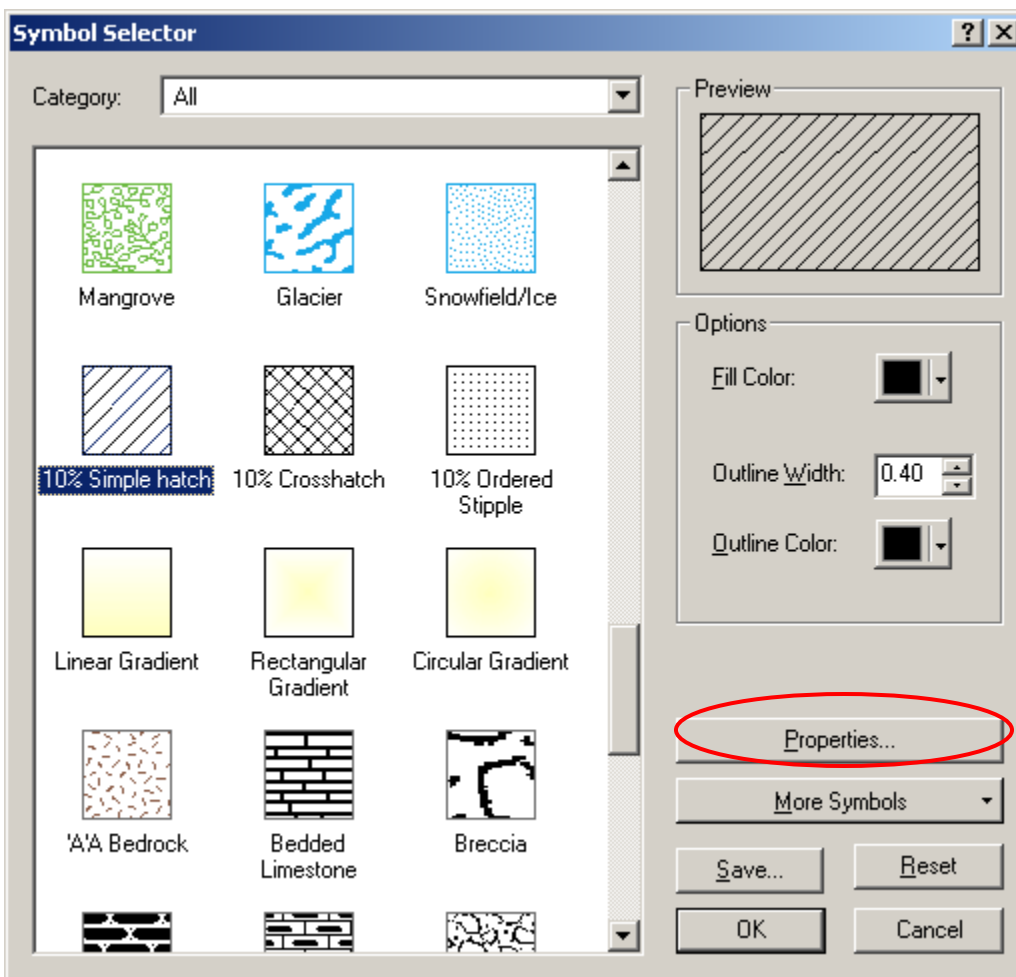 Symbol Selector
Category: All
Mangrove Glacier Snowfield/Ice
10% Simple hatch 10% Crosshatch 10% Ordered
Stipple
Linear Gradient Rectangular Circular Gradient
Gradient
'A'A Bedrock Bedded Breccia
Limestone
Preview
Options
Fill Color:
Outline Width: 0.40
Outline Color:
Properties...
More Symbols
Save... Reset
OK Cancel